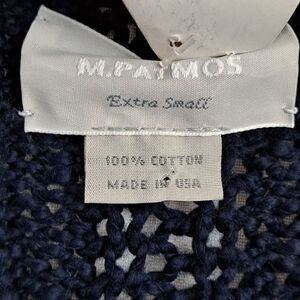 M.PATMOS
Extra Small
100% COTTON
MADE IN USA